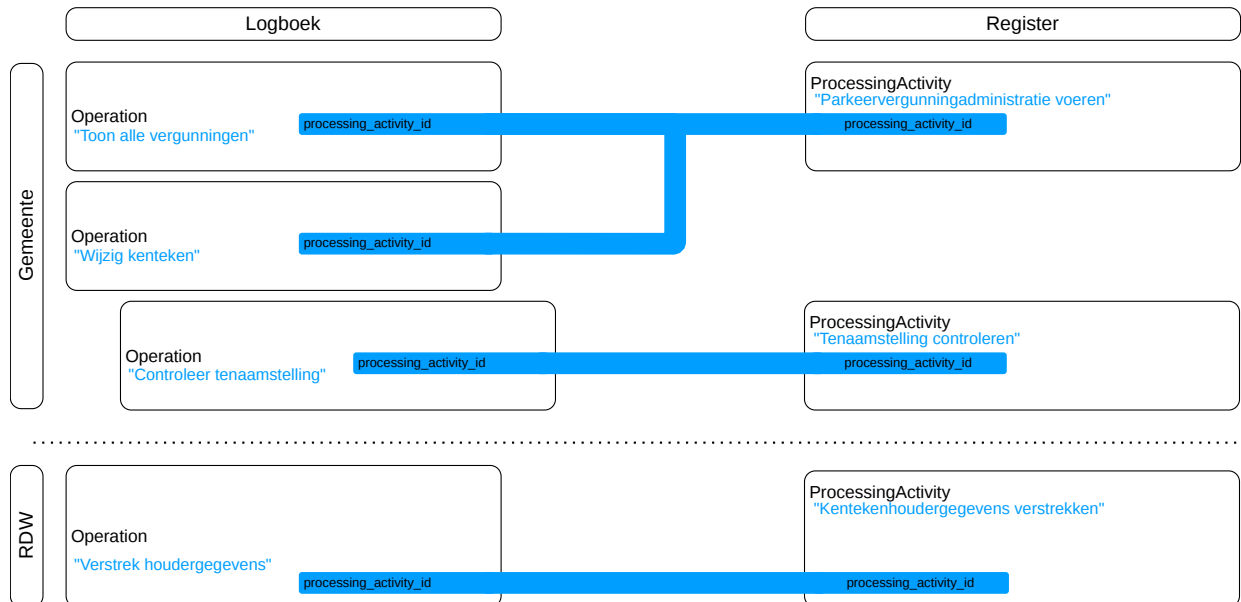 Logboek
Register
Gemeente
Operation
"Toon alle vergunningen"
processing_activity_id
ProcessingActivity
"Parkeervergunningadministratie voeren"
processing_activity_id
Operation
"Wijzig kenteken"
processing_activity_id
Operation
"Controleer tenaamstelling"
processing_activity_id
ProcessingActivity
"Tenaamstelling controleren"
processing_activity_id
RDW
Operation
"Verstrek houdergegevens"
processing_activity_id
ProcessingActivity
"Kentekenhoudergegevens verstrekken"
processing_activity_id